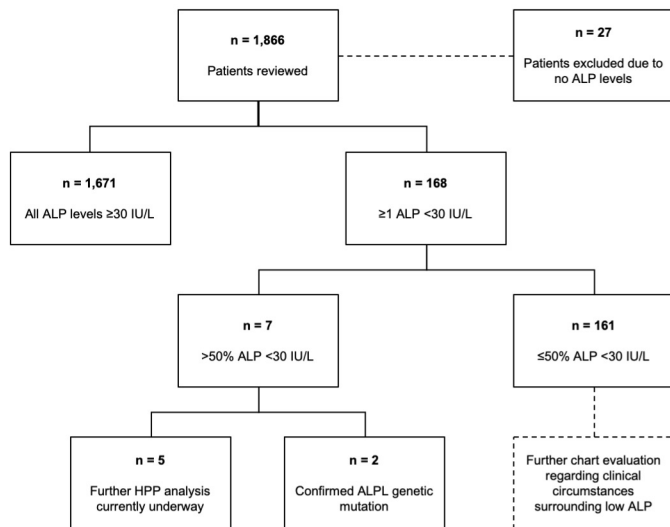 n = 1,866
Patients reviewed
n = 27
Patients excluded due to
no ALP levels
n = 1,671
All ALP levels ≥30 IU/L
n = 168
≥1 ALP <30 IU/L
n = 7
>50% ALP <30 IU/L
n = 161
≤50% ALP <30 IU/L
n = 5
Further HPP analysis
currently underway
n = 2
Confirmed ALPL genetic
mutation
Further chart evaluation
regarding clinical
circumstances
surrounding low ALP